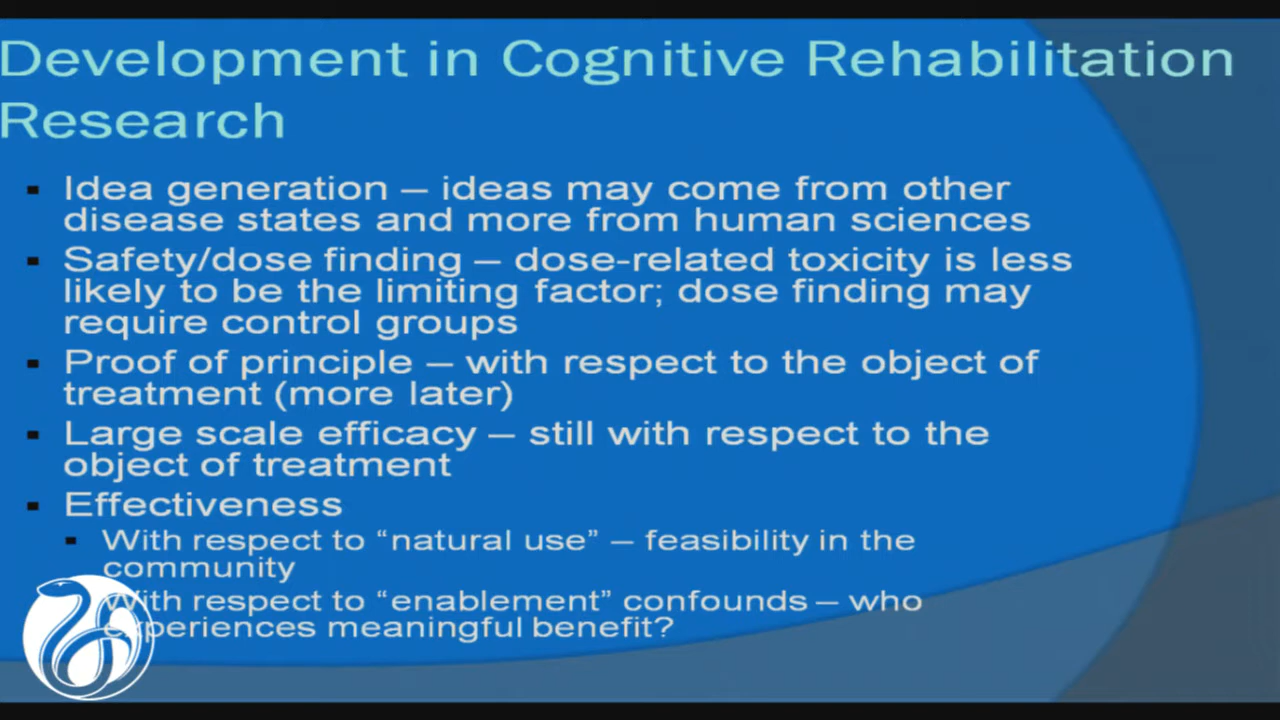 Development in Cognitive Rehabilitation
Research
▪ Idea generation – ideas may come from other
disease states and more from human sciences
▪ Safety/dose finding – dose-related toxicity is less
likely to be the limiting factor; dose finding may
require control groups
▪ Proof of principle – with respect to the object of
treatment (more later)
▪ Large scale efficacy – still with respect to the
object of treatment
▪ Effectiveness
▪ With respect to “natural use” – feasibility in the
community
With respect to “enablement” confounds – who
experiences meaningful benefit?